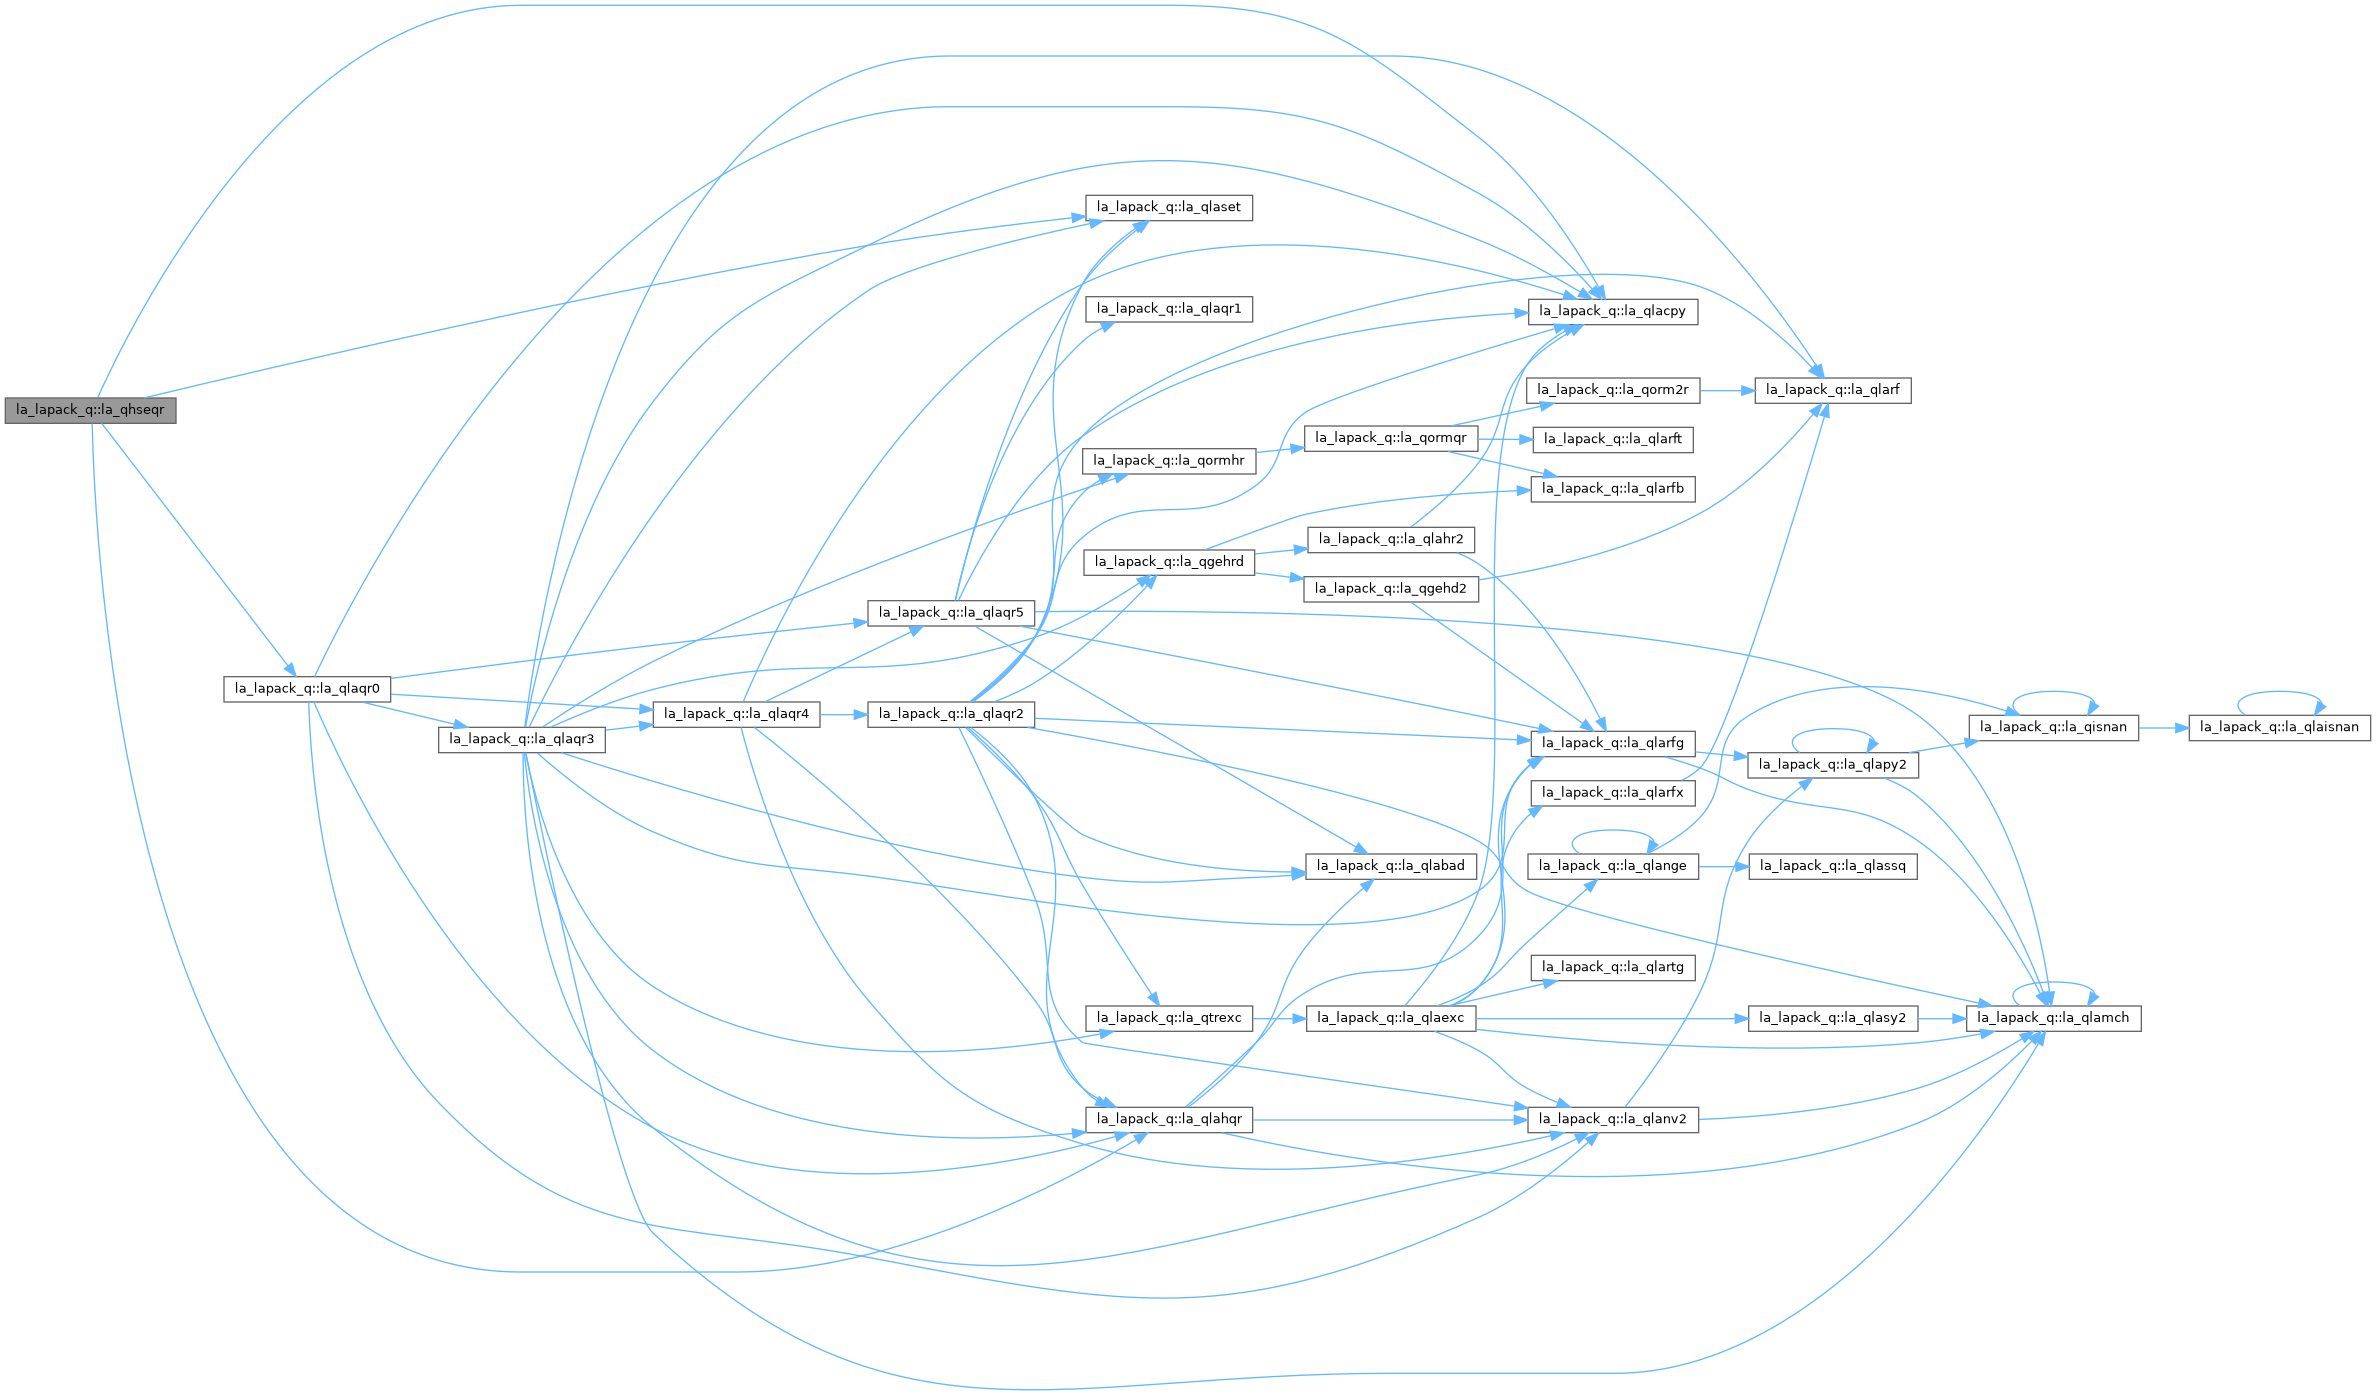 la_lapack_q::la_qhseqr
la_lapack_q::la_qlaqr0
la_lapack_q::la_qlaqr3
la_lapack_q::la_qlaqr4
la_lapack_q::la_qlaqr5
la_lapack_q::la_qlaqr2
la_lapack_q::la_qlaset
la_lapack_q::la_qlaqr1
la_lapack_q::la_qormhr
la_lapack_q::la_qgehrd
la_lapack_q::la_qtrexc
la_lapack_q::la_qlahqr
la_lapack_q::la_qormqr
la_lapack_q::la_qlahr2
la_lapack_q::la_qgehd2
la_lapack_q::la_qlabad
la_lapack_q::la_qlaexc
la_lapack_q::la_qlacpy
la_lapack_q::la_qorm2r
la_lapack_q::la_qlarft
la_lapack_q::la_qlarfb
la_lapack_q::la_qlarfg
la_lapack_q::la_qlarfx
la_lapack_q::la_qlange
la_lapack_q::la_qlartg
la_lapack_q::la_qlanv2
la_lapack_q::la_qlarf
la_lapack_q::la_qlapy2
la_lapack_q::la_qlassq
la_lapack_q::la_qlasy2
la_lapack_q::la_qisnan
la_lapack_q::la_qlamch
la_lapack_q::la_qlaisnan